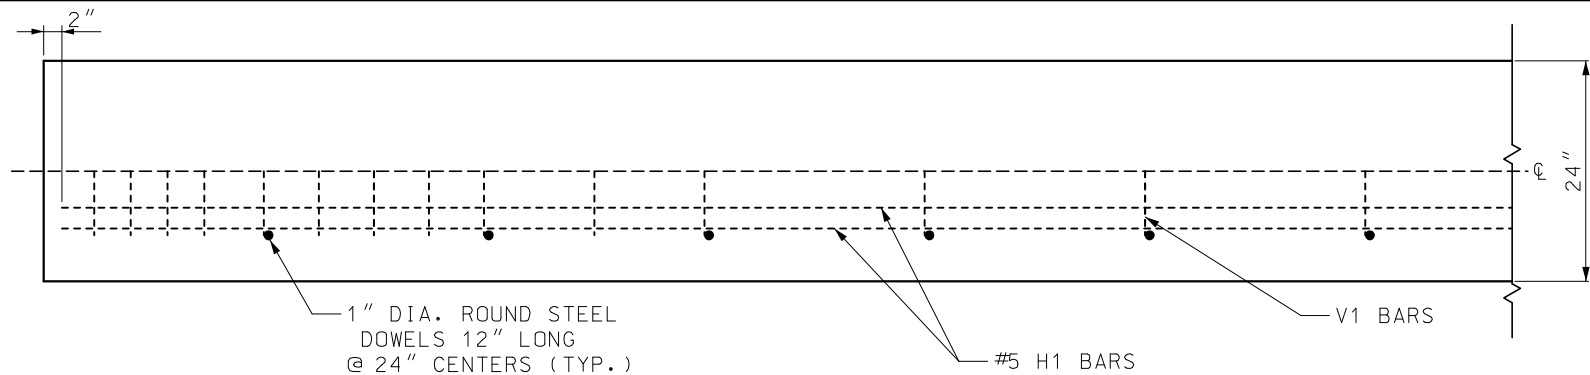 2"
℄
24"
1" DIA. ROUND STEEL
DOWELS 12" LONG
@ 24" CENTERS (TYP.)
V1 BARS
#5 H1 BARS